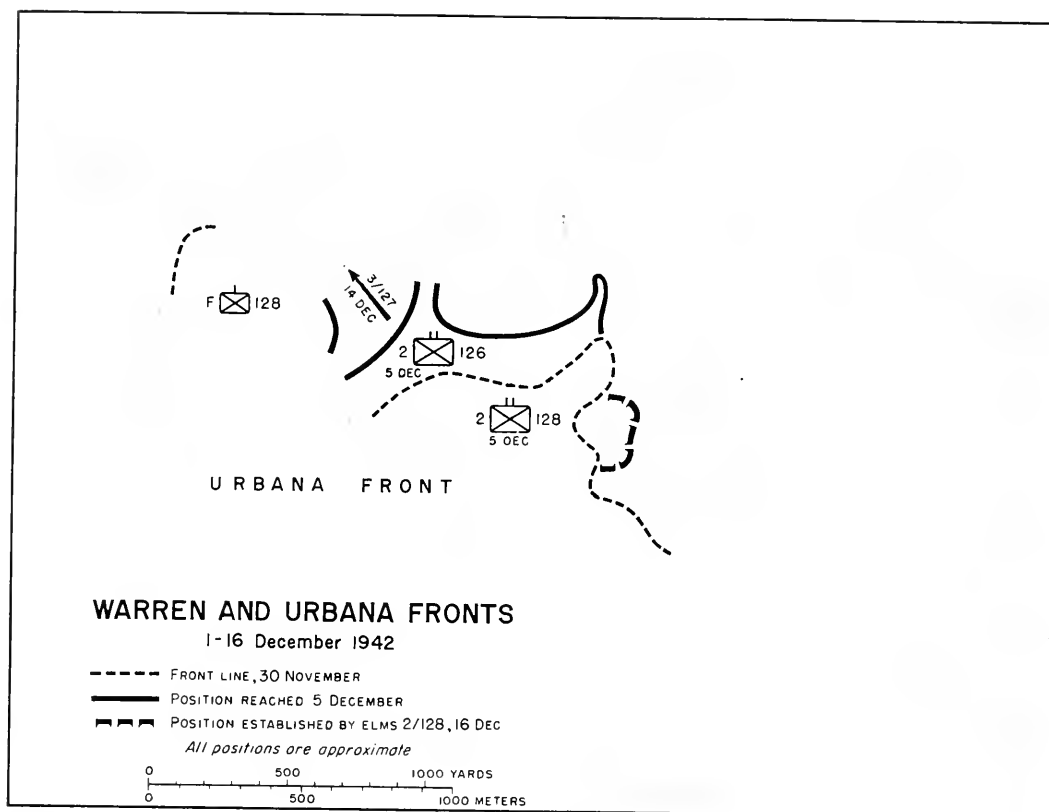 3/127
14 DEC
F 128
2 126
5 DEC
2 128
5 OEC
URBANA FRONT
WARREN AND URBANA FRONTS
1-16 December 1942
FRONT LINE, 30 NOVEMBER
POSITION REACHED 5 DECEMBER
POSITION ESTABLISHED BY ELMS 2/128, 16 DEC
All positions are approximate
0 500 1000 YARDS
0 500 1000 METERS